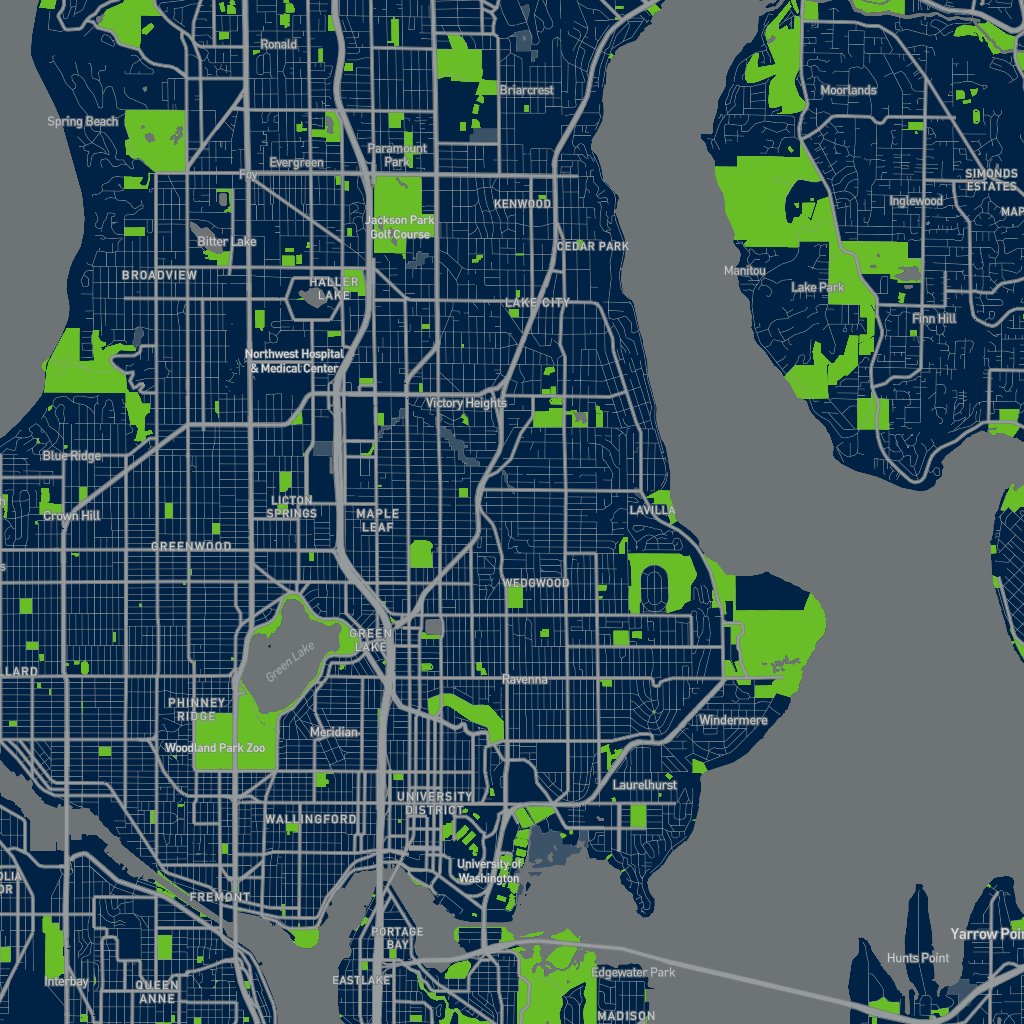 Ronald
Briarcrest
Moorlands
Spring Beach
Paramount
Park
Evergreen
Foy
SIMONDS
ESTATES
KENWOOD
Inglewood
MAP
Jackson Park
Golf Course
Bitter Lake
CEDAR PARK
BROADVIEW
Manitou
HALLER
LAKE
Lake Park
LAKE CITY
Finn Hill
Northwest Hospital
& Medical Center
Victory Heights
Blue Ridge
LICTON
SPRINGS
Crown Hill
MAPLE
LEAF
LAVILLA
GREENWOOD
WEDGWOOD
GREEN
LAKE
Green Lake
LLARD
Ravenna
PHINNEY
RIDGE
Windermere
Meridian
Woodland Park Zoo
Laurelhurst
UNIVERSITY
DISTRICT
WALLINGFORD
University of
Washington
OLIA
OR
FREMONT
PORTAGE
BAY
Yarrow Poin
Hunts Point
Edgewater Park
Interbay
EASTLAKE
QUEEN
ANNE
MADISON